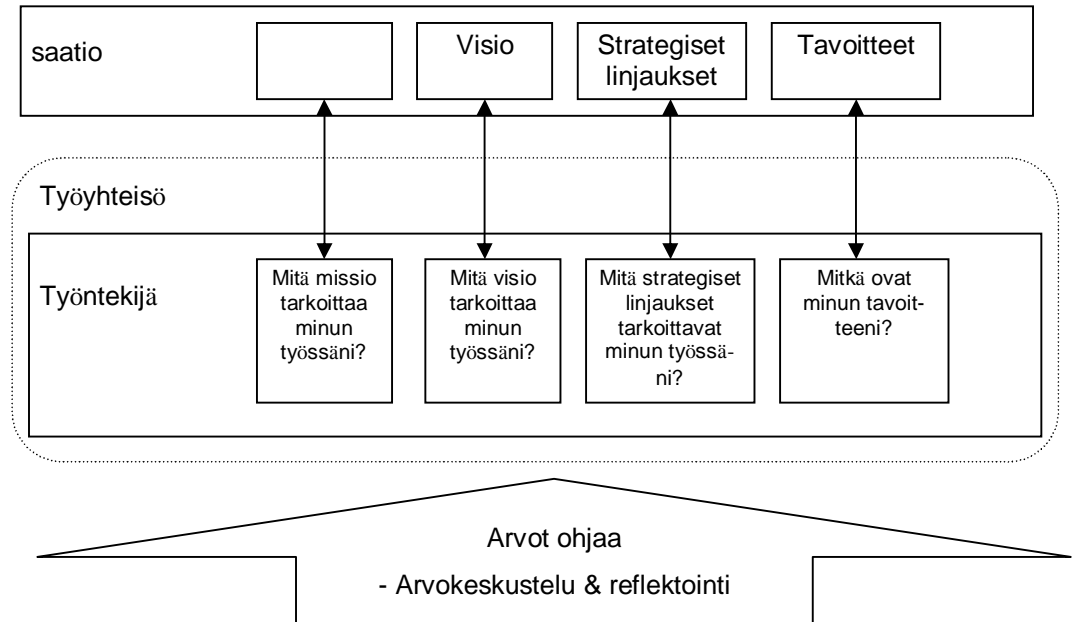 saatio
Visio
Strategiset
linjaukset
Tavoitteet
Työyhteisö
Työntekijä
Mitä missio
tarkoittaa
minun
työssäni?
Mitä visio
tarkoittaa
minun
työssäni?
Mitä strategiset
linjaukset
tarkoittavat
minun työssä-
ni?
Mitkä ovat
minun tavoit-
teeni?
Arvot ohjaa
- Arvokeskustelu & reflektointi